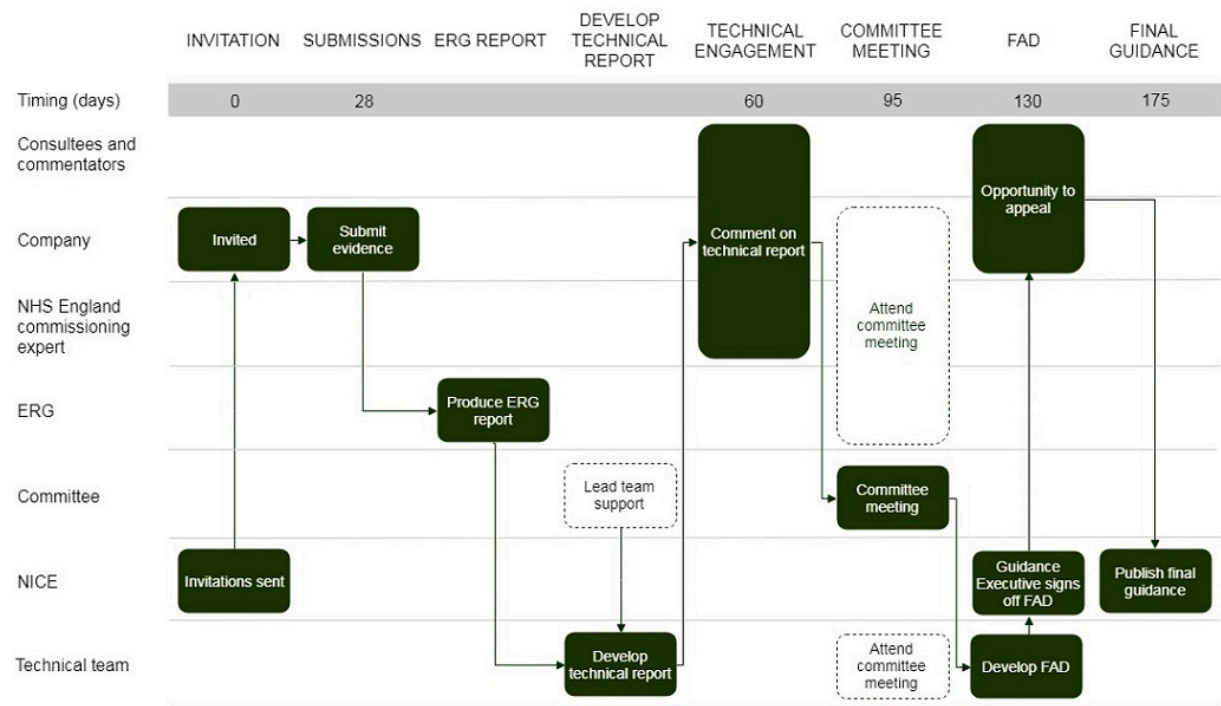 INVITATION
SUBMISSIONS
ERG REPORT
DEVELOP
TECHNICAL
REPORT
TECHNICAL
ENGAGEMENT
COMMITTEE
MEETING
FAD
FINAL
GUIDANCE
Timing (days)
0
28
60
95
130
175
Consultees and
commentators
Opportunity to
appeal
Company
Invited
Submit
evidence
Comment on
technical report
NHS England
commissioning
expert
Attend
committee
meeting
ERG
Produce ERG
report
Committee
Lead team
support
Committee
meeting
NICE
Invitations sent
Guidance
Executive signs
off FAD
Publish final
guidance
Technical team
Develop
technical report
Attend
committee
meeting
Develop FAD